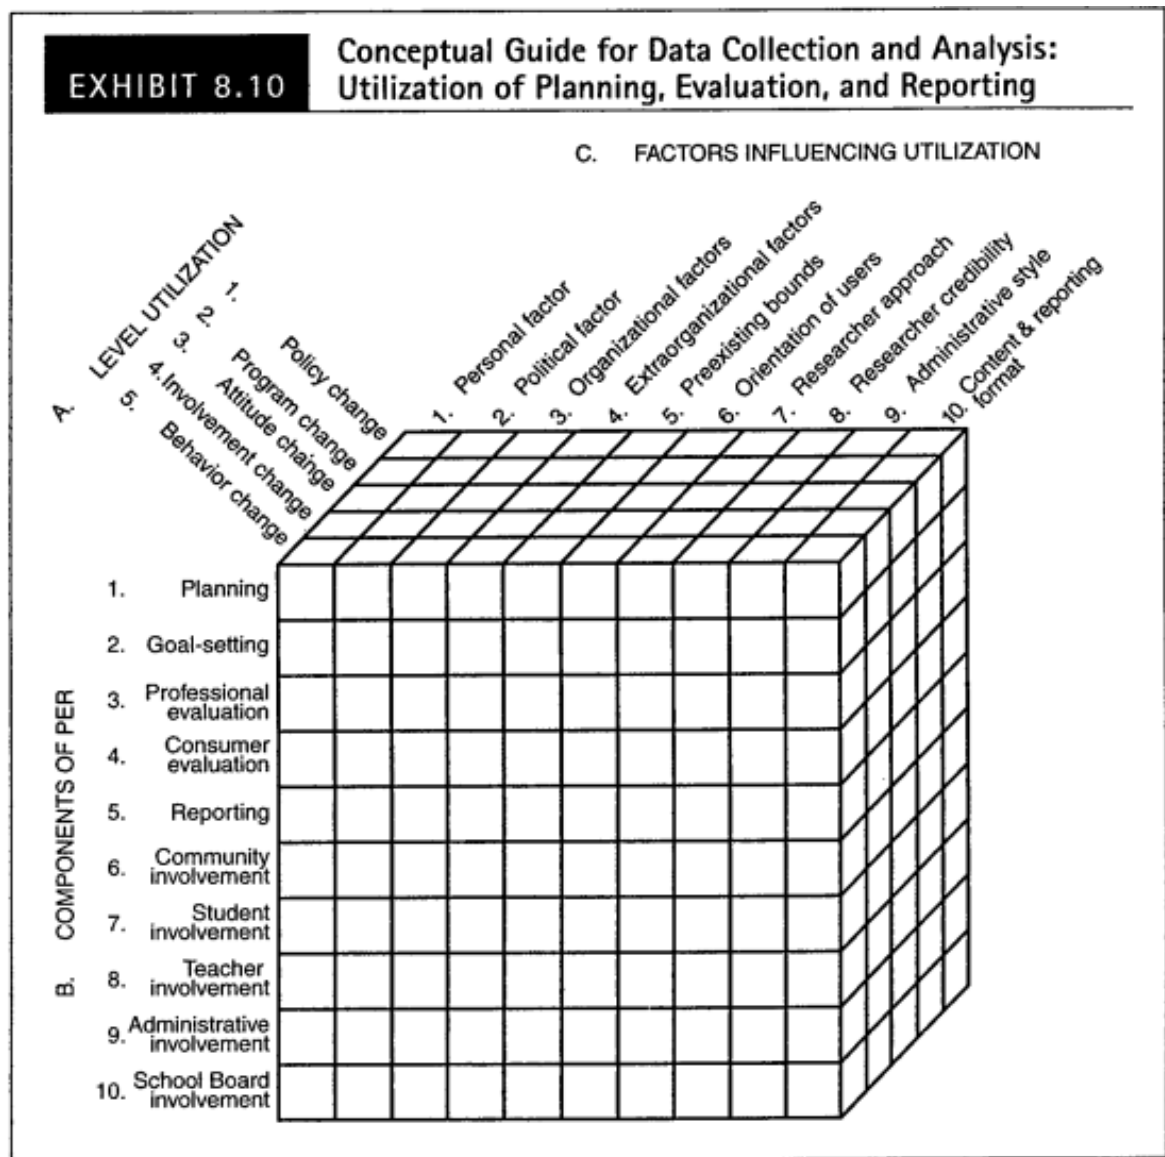 EXHIBIT 8.10
Conceptual Guide for Data Collection and Analysis:
Utilization of Planning, Evaluation, and Reporting
C. FACTORS INFLUENCING UTILIZATION
A. LEVEL UTILIZATION
1. Policy change
2. Program change
3. Attitude change
4. Involvement change
5. Behavior change
1. Personal factor
2. Political factor
3. Organizational factors
4. Extraorganizational factors
5. Preexisting bounds
6. Orientation of users
7. Researcher approach
8. Researcher credibility
9. Administrative style
10. Content & reporting
format
B. COMPONENTS OF PER
1. Planning
2. Goal-setting
3. Professional
evaluation
4. Consumer
evaluation
5. Reporting
6. Community
involvement
7. Student
involvement
8. Teacher
involvement
9. Administrative
involvement
10. School Board
involvement